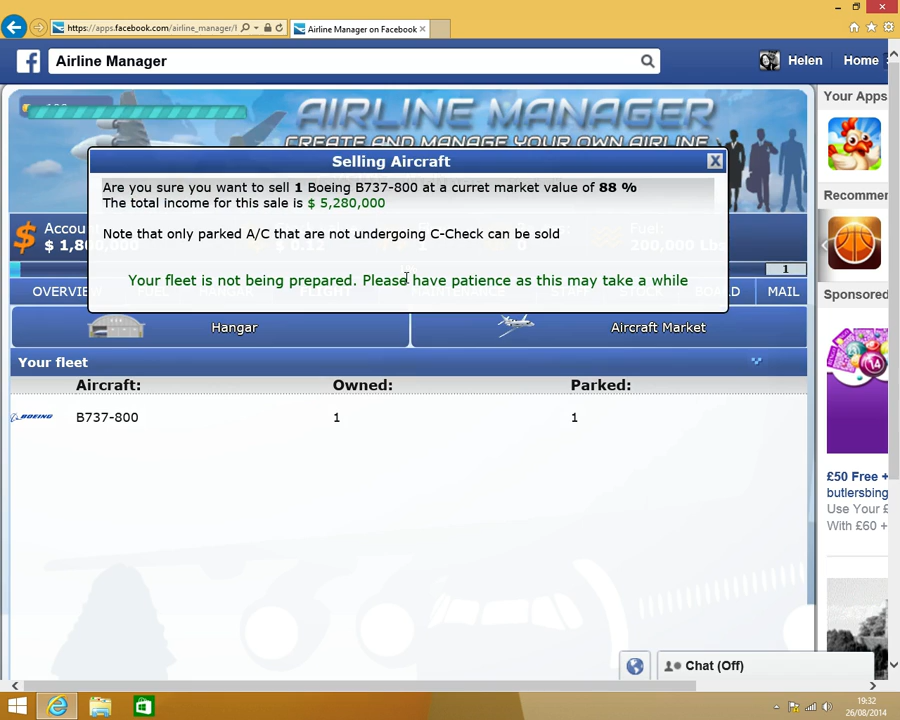 https://apps.facebook.com/airline_manager/
Airline Manager on Facebook
Airline Manager
Helen
Home
Your Apps
AIRLINE MANAGER
CREATE AND MANAGE YOUR OWN AIRLINE
Selling Aircraft
X
Are you sure you want to sell 1 Boeing B737-800 at a curret market value of 88 %
The total income for this sale is $ 5,280,000
Note that only parked A/C that are not undergoing C-Check can be sold
Your fleet is not being prepared. Please have patience as this may take a while
Recommen
$ 0.12
Fuel:
200,000 Lbs
1
OVERVIEW
MAIL
Sponsored
Hangar
Aircraft Market
Your fleet
Aircraft:
Owned:
Parked:
BOEING
B737-800
1
1
£50 Free +
butlersbing
Use Your £
With £60 +
Chat (Off)
19:32
26/08/2014